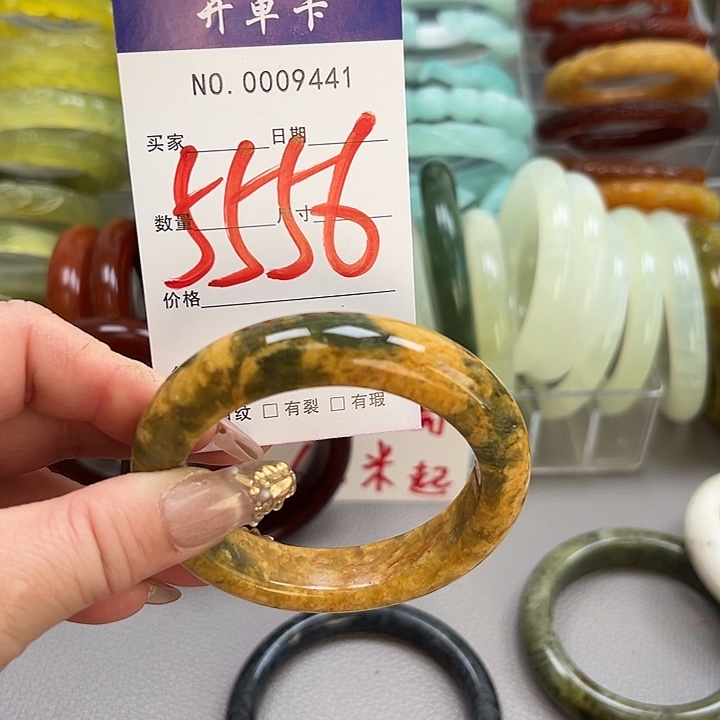 开单卡
NO. 0009441
买家 日期
5556
数量 尺寸
价格
纹 □ 有裂 □ 有瑕
米 起